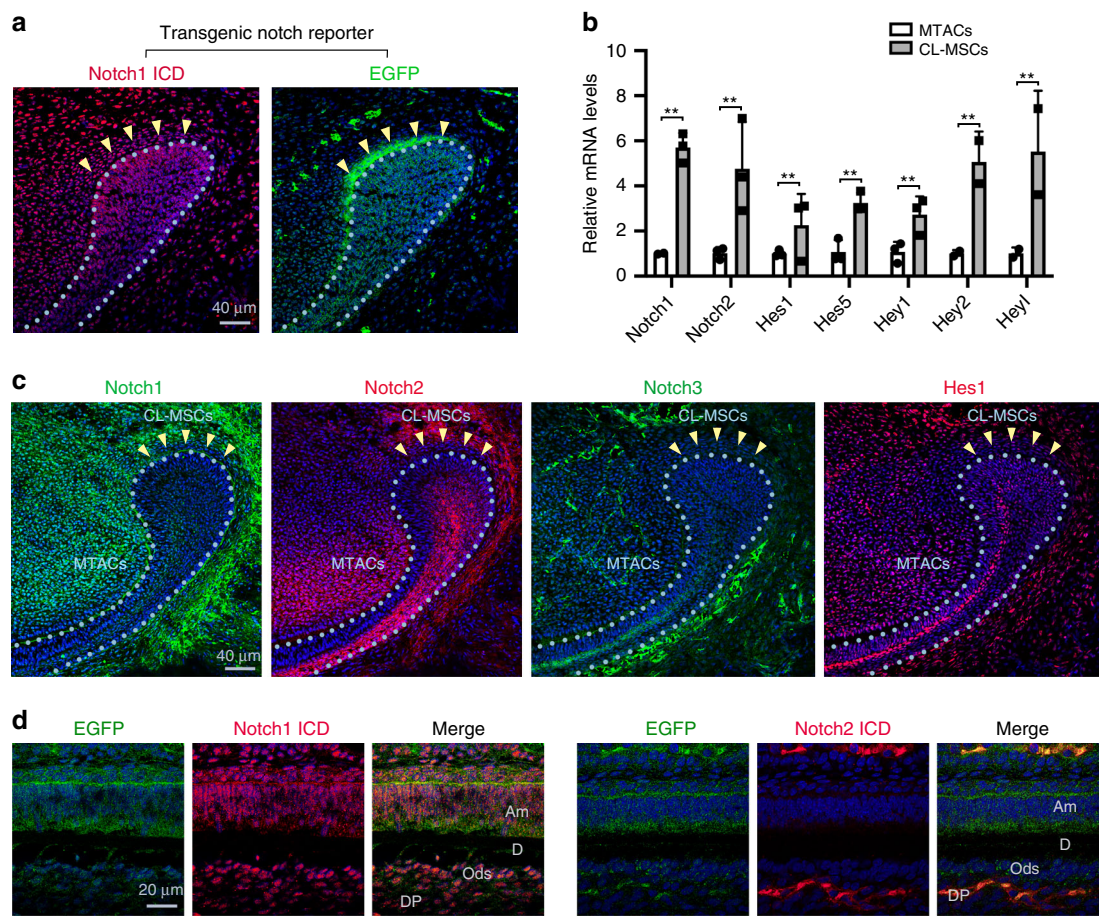 a
Transgenic notch reporter
Notch1 ICD
EGFP
40 µm
b
MTACs
CL-MSCs
Relative mRNA levels
10
8
6
4
2
0
**
**
**
**
**
**
**
Notch1
Notch2
Hes1
Hes5
Hey1
Hey2
Heyl
c
Notch1
Notch2
Notch3
Hes1
CL-MSCs
CL-MSCs
CL-MSCs
CL-MSCs
MTACs
MTACs
MTACs
MTACs
40 µm
d
EGFP
Notch1 ICD
Merge
EGFP
Notch2 ICD
Merge
Am
D
Ods
DP
20 µm
Am
D
Ods
DP